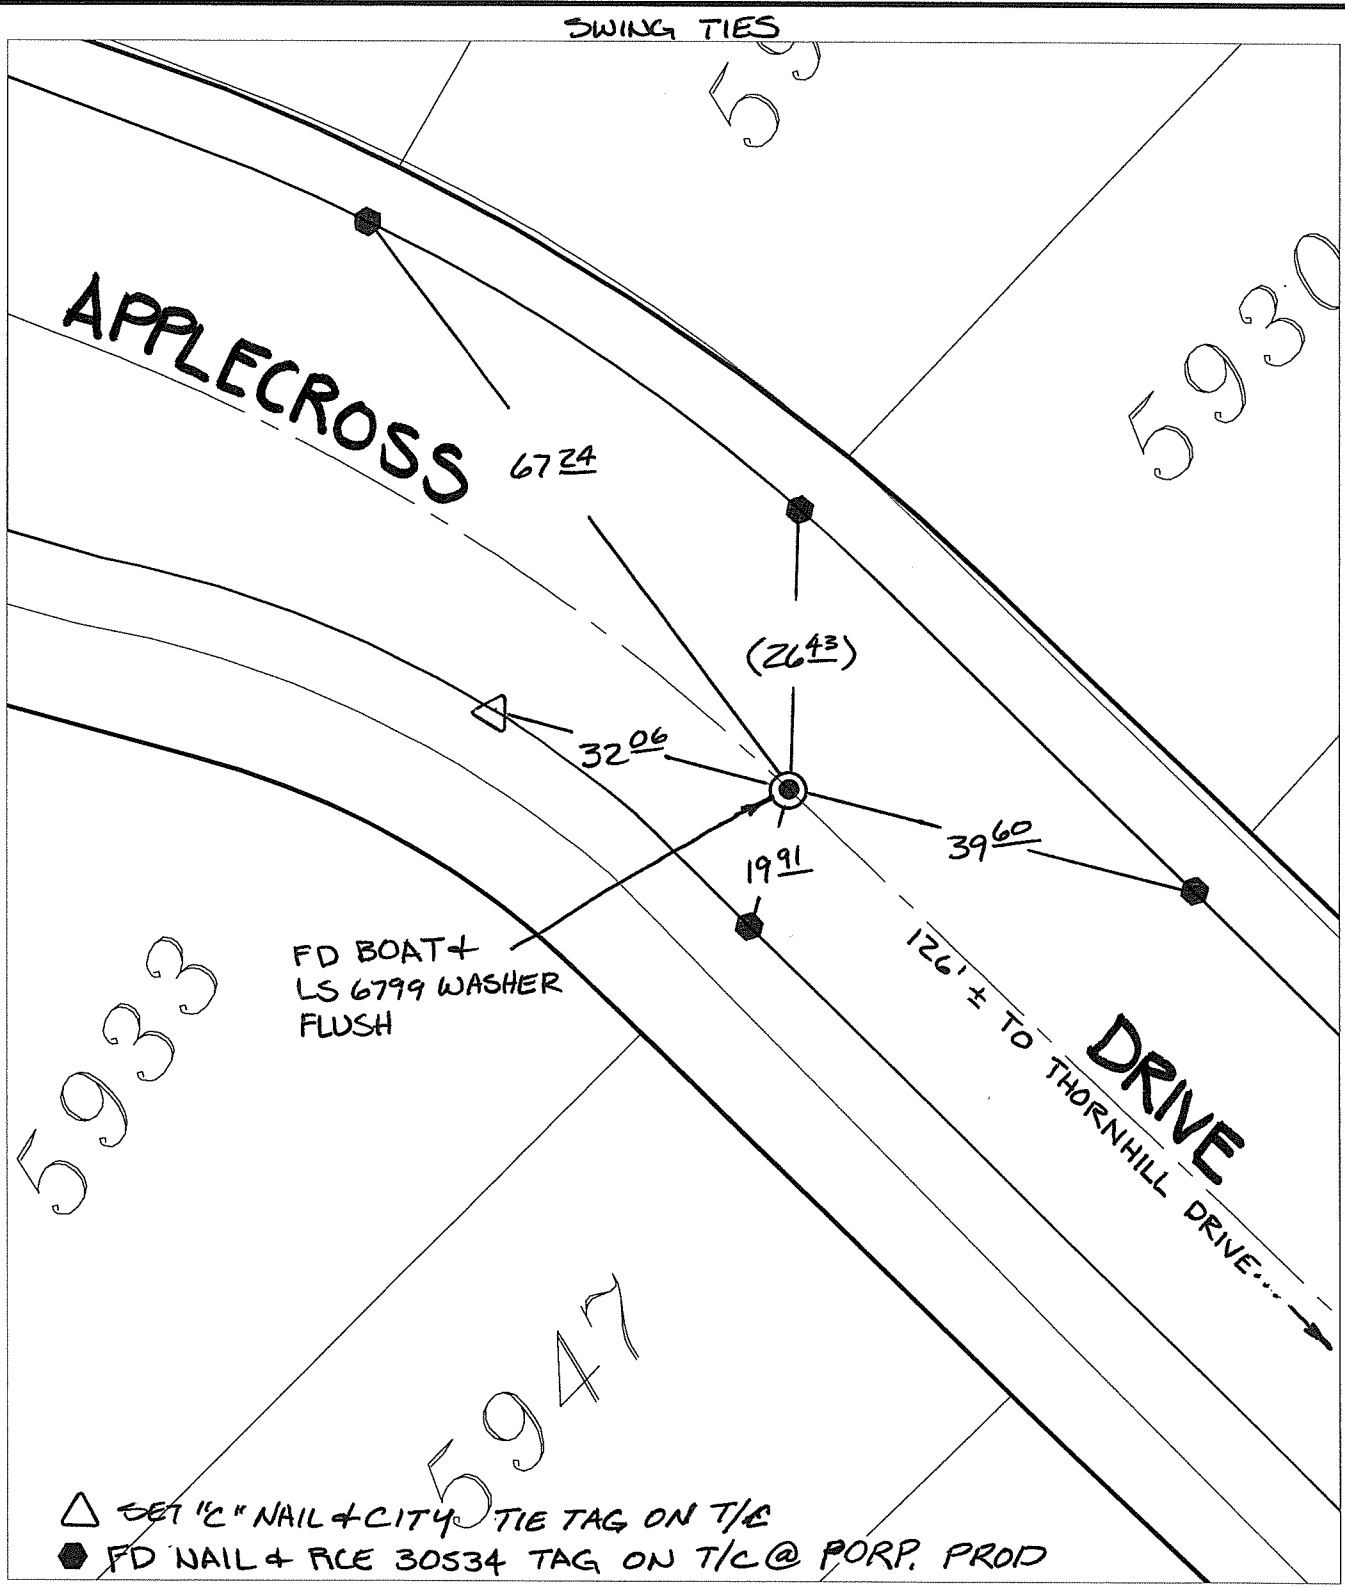 SWING TIES
59
5930
APPLECROSS
67 24
(26 43)
32 06
39 60
19 91
FD BOAT &
LS 6799 WASHER
FLUSH
126' ± TO THORNHILL DRIVE...
DRIVE
5933
5947
SET "C" NAIL & CITY TIE TAG ON T/C
FD NAIL & RCE 30534 TAG ON T/C @ PORP. PROD